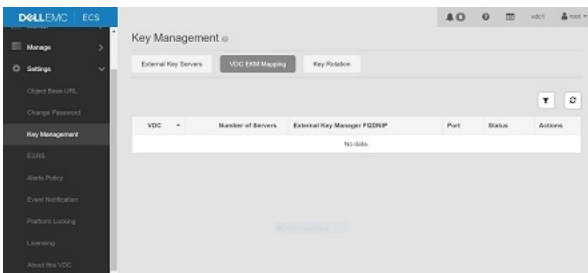 DELLEMC ECS
0
vdc1
root
Manage
Settings
Object Base URL
Change Password
Key Management
ESRS
Alerts Policy
Event Notification
Platform Locking
Licensing
About this VDC
Key Management
External Key Servers
VDC EKM Mapping
Key Rotation
VDC Number of Servers External Key Manager FQDN/IP Port Status Actions
No data.